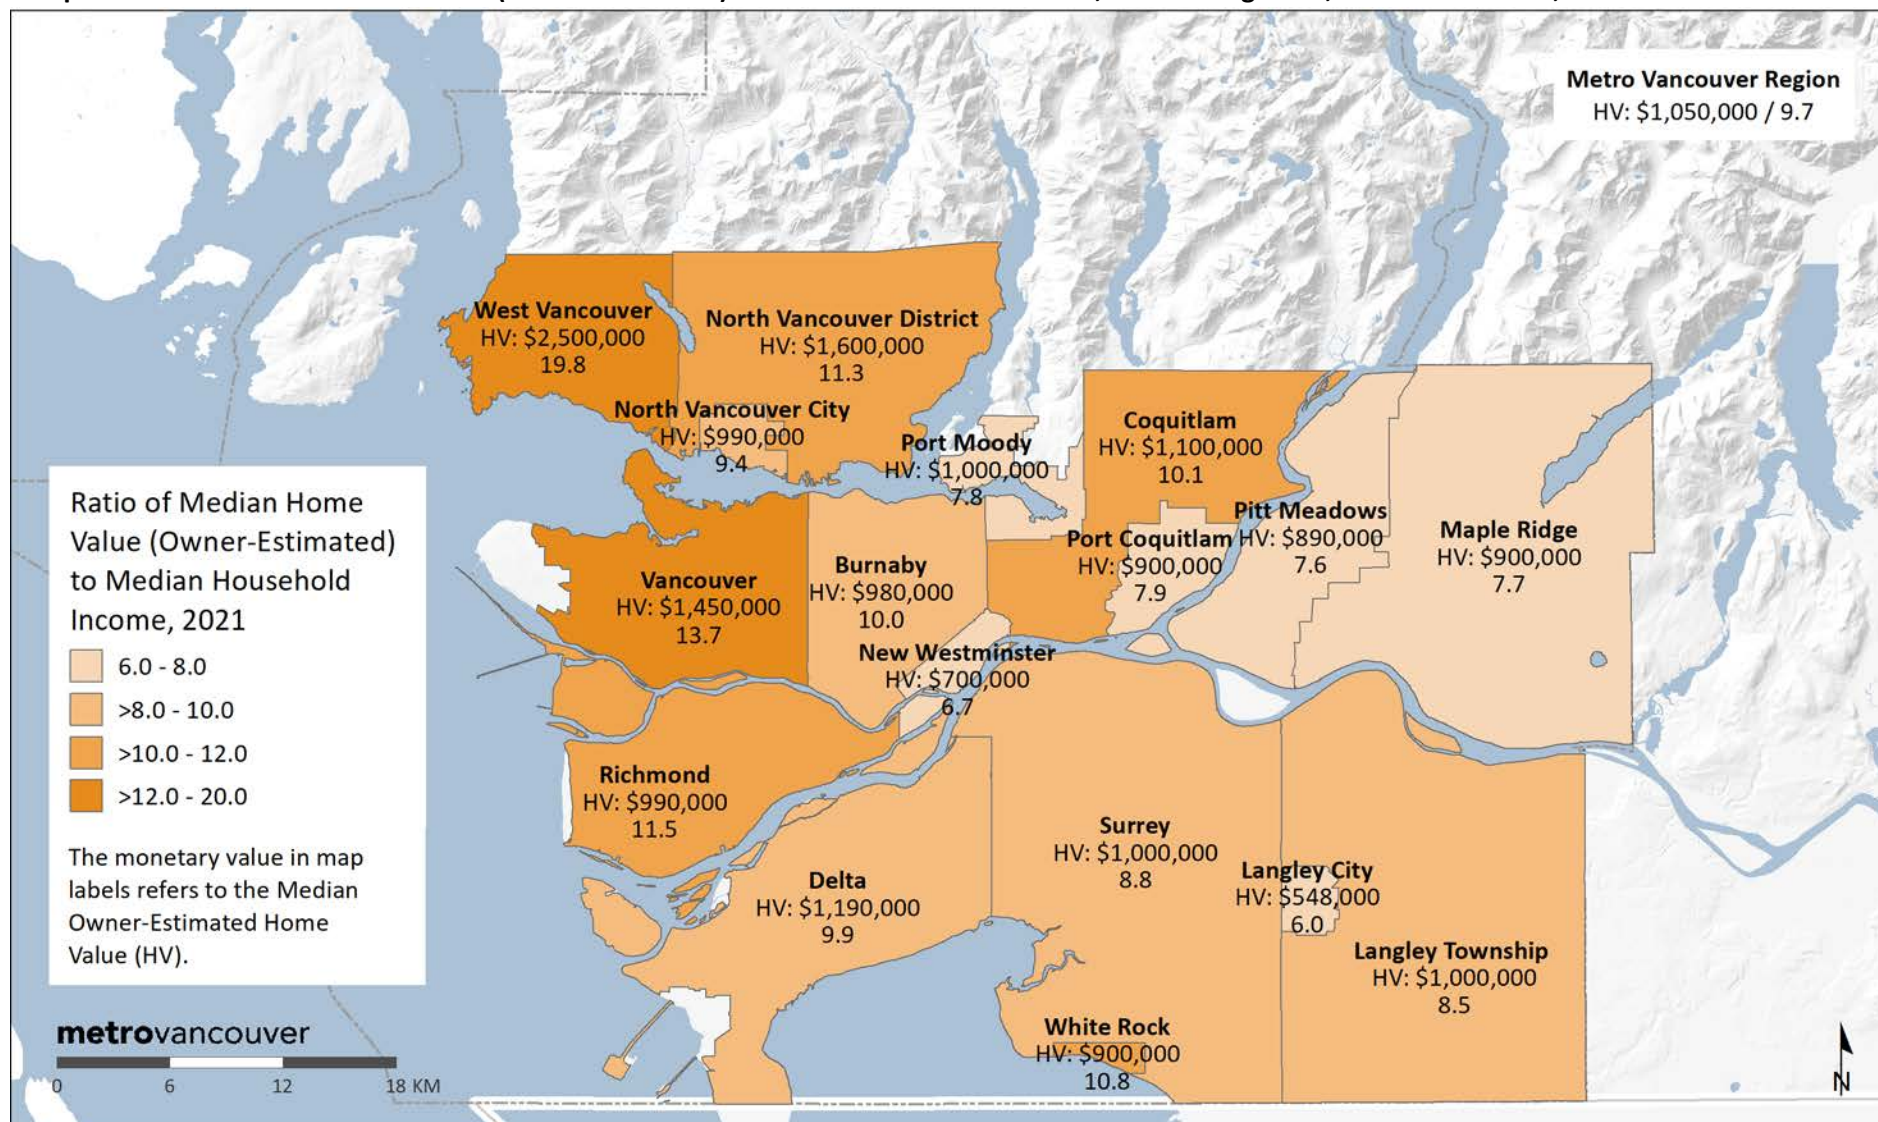 Metro Vancouver Region
HV: $1,050,000 / 9.7
West Vancouver
HV: $2,500,000
19.8
North Vancouver District
HV: $1,600,000
11.3
North Vancouver City
HV: $990,000
9.4
Port Moody
HV: $1,000,000
7.8
Coquitlam
HV: $1,100,000
10.1
Pitt Meadows
HV: $890,000
7.6
Port Coquitlam
HV: $900,000
7.9
Maple Ridge
HV: $900,000
7.7
Vancouver
HV: $1,450,000
13.7
Burnaby
HV: $980,000
10.0
New Westminster
HV: $700,000
6.7
Richmond
HV: $990,000
11.5
Delta
HV: $1,190,000
9.9
Surrey
HV: $1,000,000
8.8
Langley City
HV: $548,000
6.0
Langley Township
HV: $1,000,000
8.5
White Rock
HV: $900,000
10.8
Ratio of Median Home
Value (Owner-Estimated)
to Median Household
Income, 2021
6.0 - 8.0
>8.0 - 10.0
>10.0 - 12.0
>12.0 - 20.0
The monetary value in map
labels refers to the Median
Owner-Estimated Home
Value (HV).
metrovancouver
0 6 12 18 KM
N